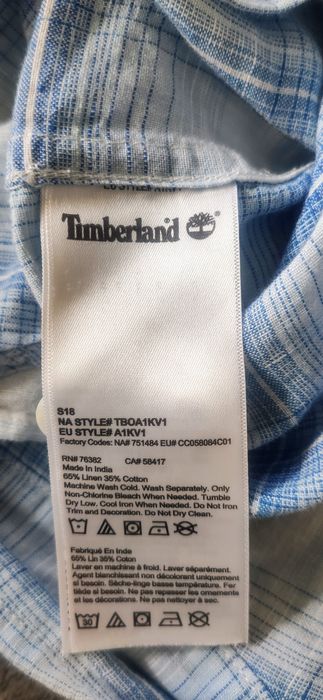 Timberland
S18
NA STYLE# TBOA1KV1
EU STYLE# A1KV1
Factory Codes: NA# 751484 EU# CC058084C01
RN# 76382 CA# 58417
Made In India
65% Linen 35% Cotton
Machine Wash Cold. Wash Separately. Only
Non-Chlorine Bleach When Needed. Tumble
Dry Low. Cool Iron If Needed. Do Not Iron
Trim and Decoration. Do Not Dry Clean.
Fabriqué En Inde
65% Lin 35% Coton
Laver en machine à froid. Laver séparement.
Agent blanchissant non décolorant uniquement
si besoin. Sèche-linge basse température. Fer
tiède si besoin. Ne pas repasser les ornements
et les décorations. Ne pas nettoyer à sec.
30